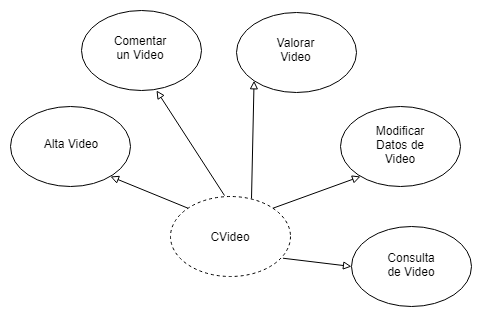 Comentar
un Video
Valorar
Video
Alta Video
Modificar
Datos de
Video
CVideo
Consulta
de Video